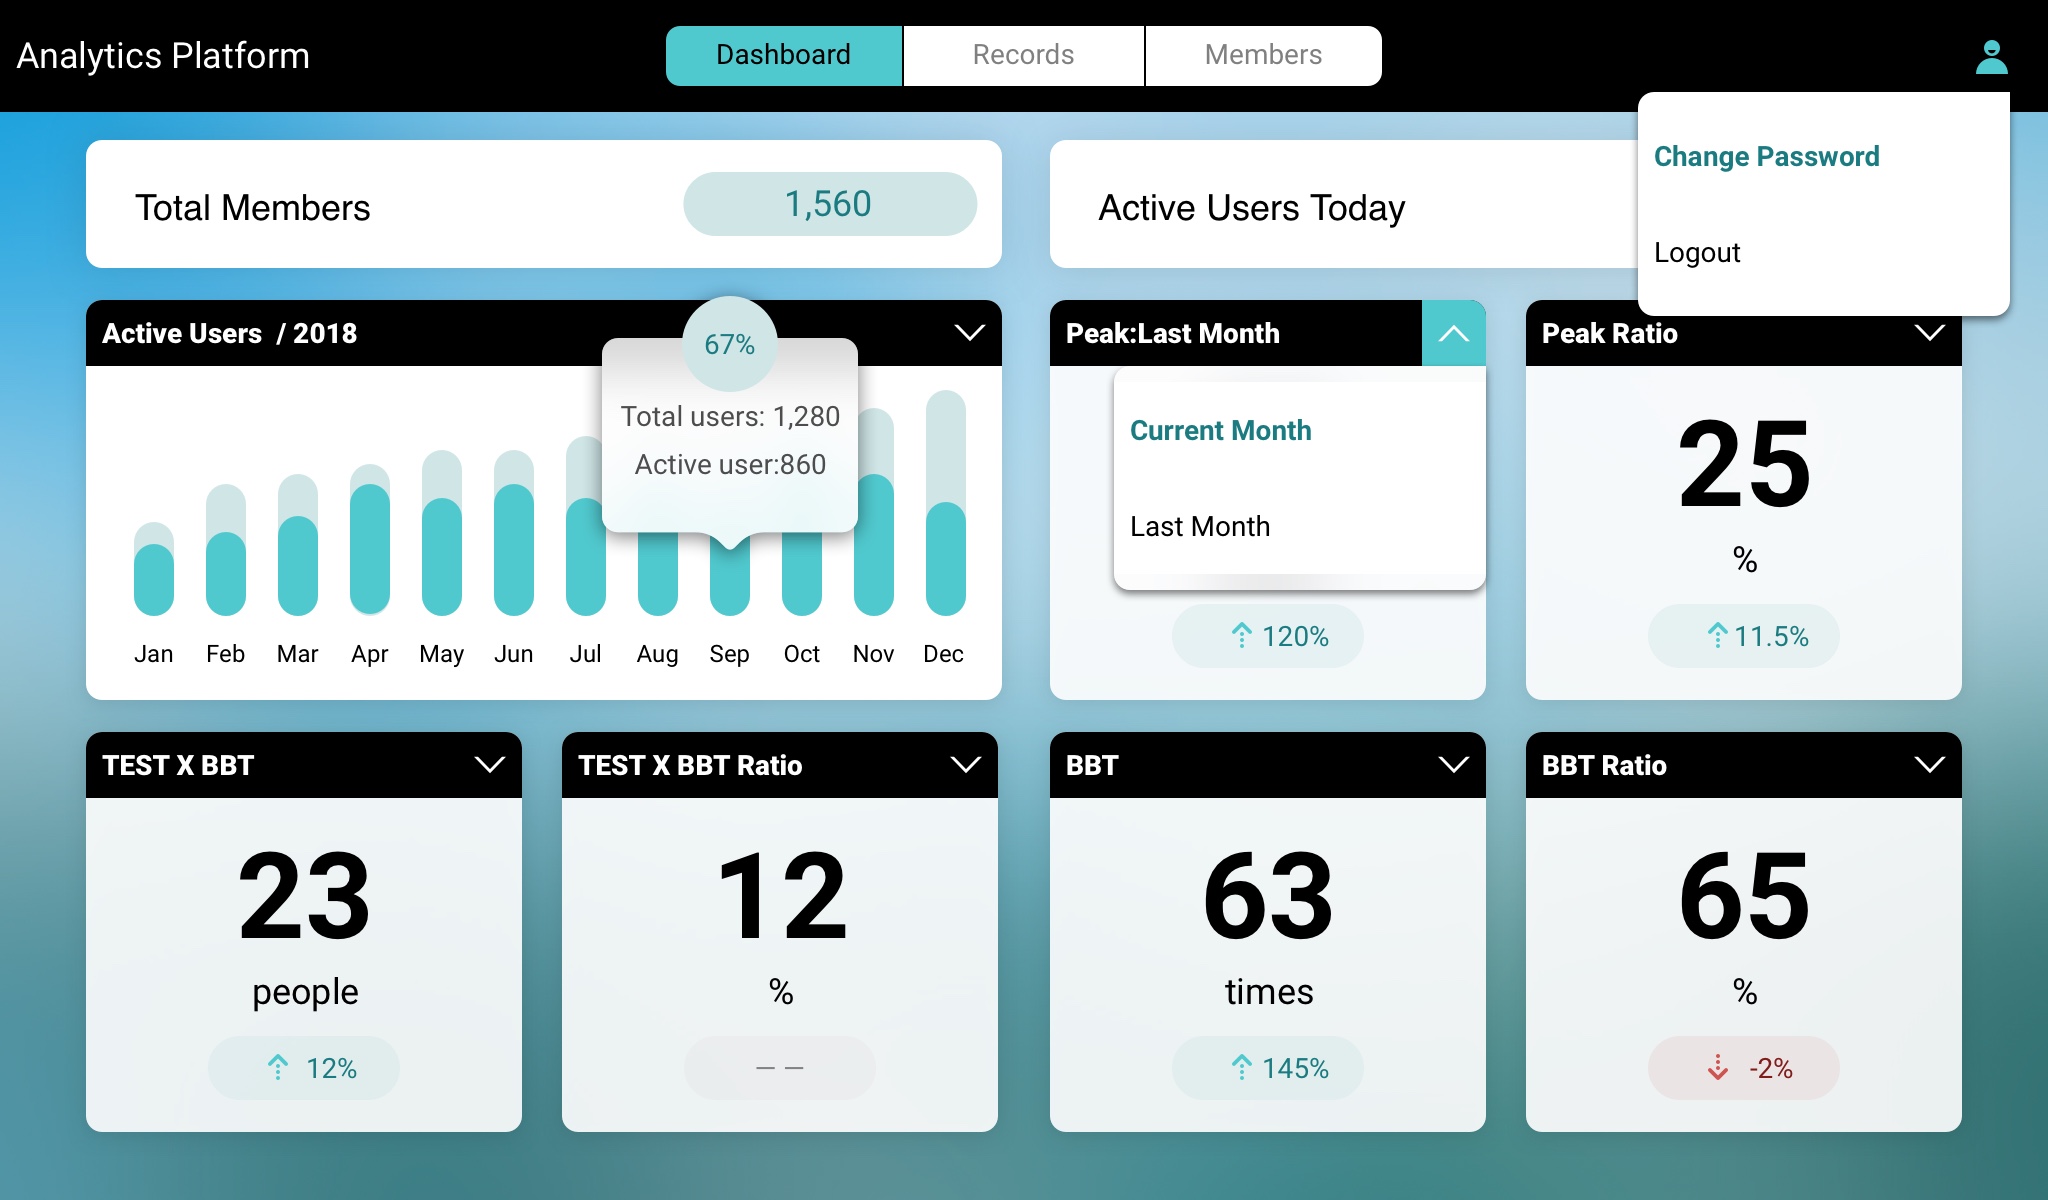 Analytics Platform
Dashboard
Records
Members
Change Password
Logout
Total Members
1,560
Active Users Today
Active Users / 2018
67%
Total users: 1,280
Active user:860
Jan Feb Mar Apr May Jun Jul Aug Sep Oct Nov Dec
Peak:Last Month
Current Month
Last Month
120%
Peak Ratio
25
%
11.5%
TEST X BBT
23
people
12%
TEST X BBT Ratio
12
%
– –
BBT
63
times
145%
BBT Ratio
65
%
-2%